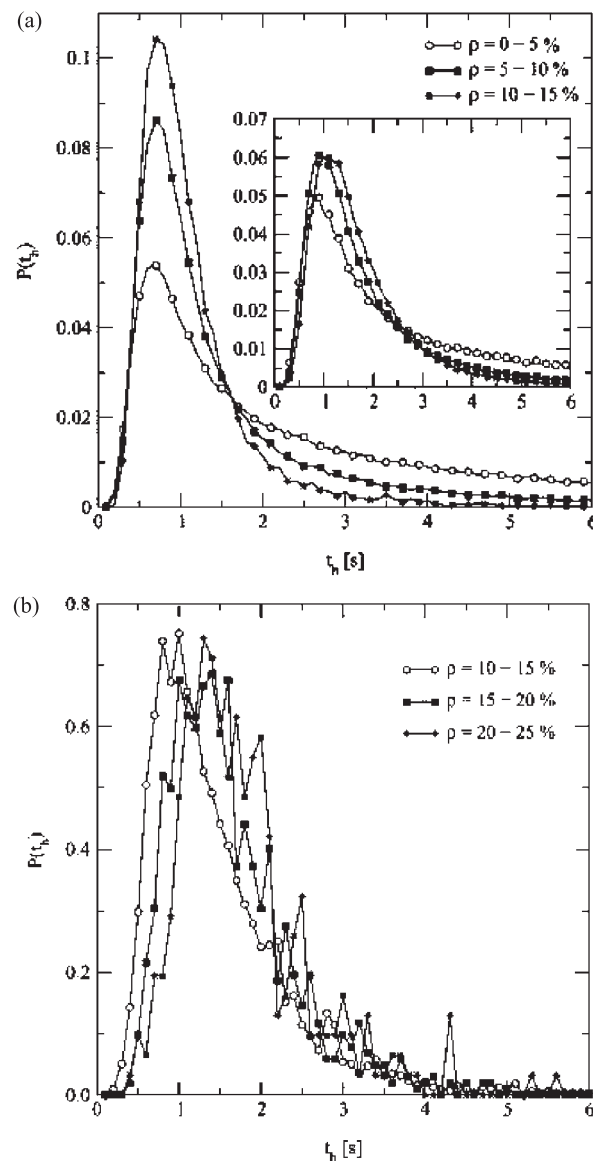 (a)
0.1
0.08
0.06
0.04
0.02
0
P(t_h)
ρ = 0 – 5 %
ρ = 5 – 10 %
ρ = 10 – 15 %
0.07
0.06
0.05
0.04
0.03
0.02
0.01
0
0 1 2 3 4 5 6
0 1 2 3 4 5 6
t_h [s]
(b)
0.8
0.6
0.4
0.2
0.0
P(t_h)
ρ = 10 – 15 %
ρ = 15 – 20 %
ρ = 20 – 25 %
0 1 2 3 4 5 6
t_h [s]